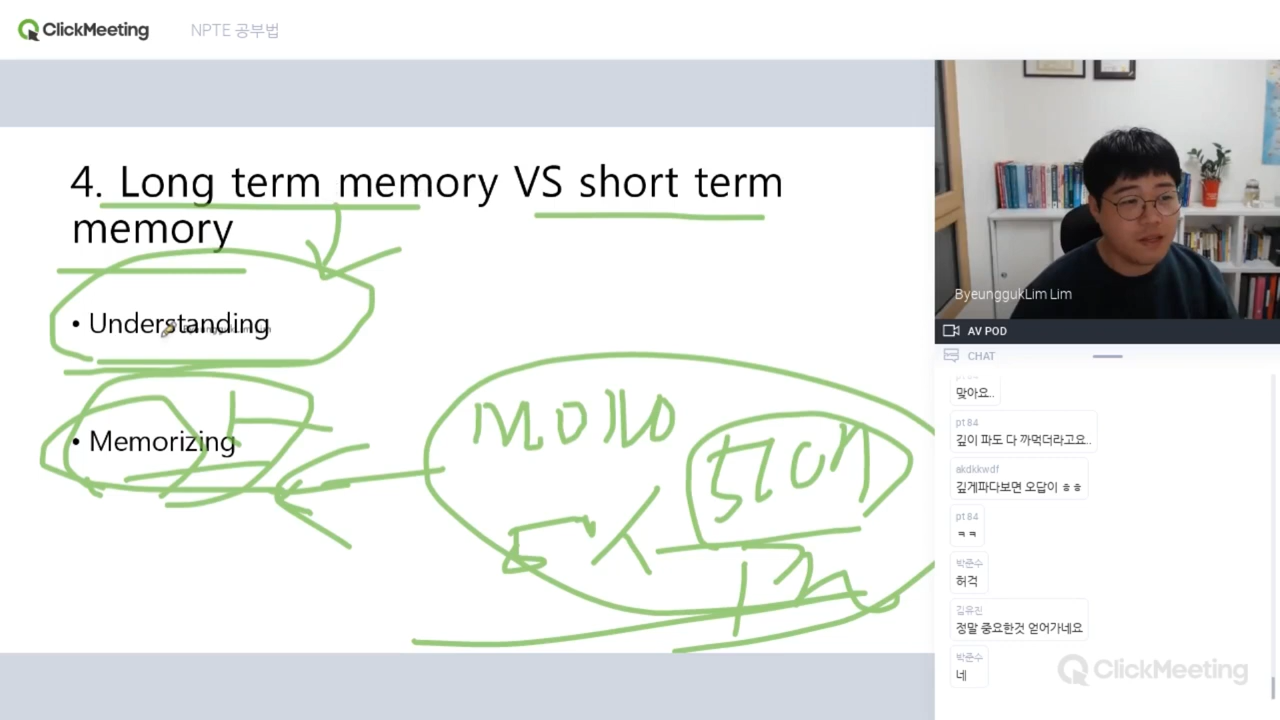 ClickMeeting
NPTE 공부법
4. Long term memory VS short term
memory
• Understanding
• Memorizing
ByeunggukLim Lim
AV POD
CHAT
pt 84
맞아요..
pt 84
깊이 파도 다 까먹더라고요..
akdkkwdf
깊게파다보면 오답이 ㅎㅎ
pt 84
ㅋㅋ
박준수
허걱
김유진
정말 중요한것 얻어가네요
박준수
네
ClickMeeting